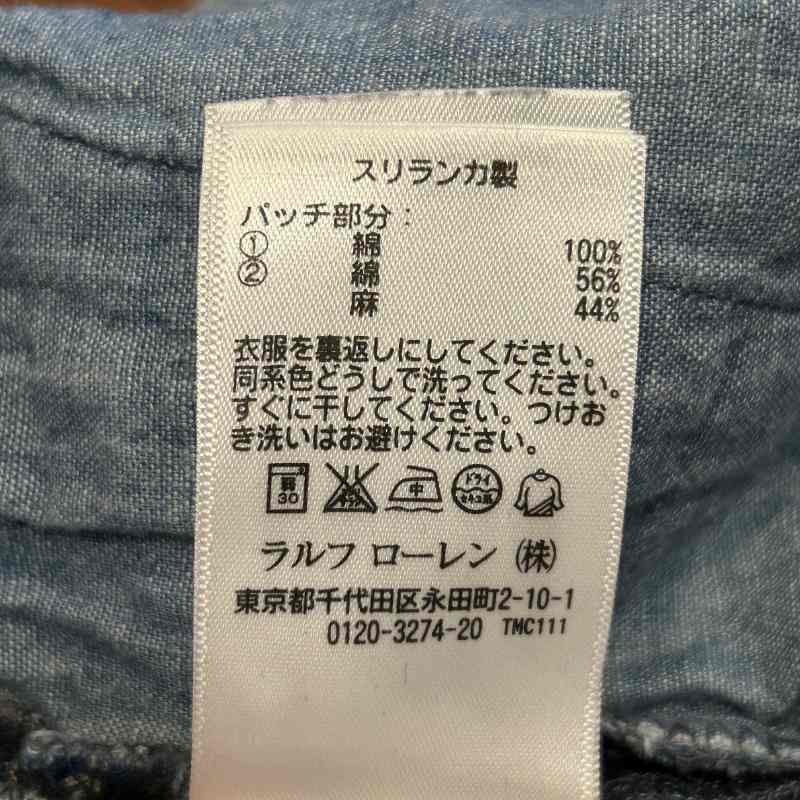 スリランカ製
パッチ部分：
① 綿 100%
② 綿 56%
麻 44%
衣服を裏返しにしてください。
同系色どうしで洗ってください。
すぐに干してください。つけお
き洗いはお避けください。
弱 30 中 ドライ
ラルフ ローレン（株）
東京都千代田区永田町2-10-1
0120-3274-20 TMC111